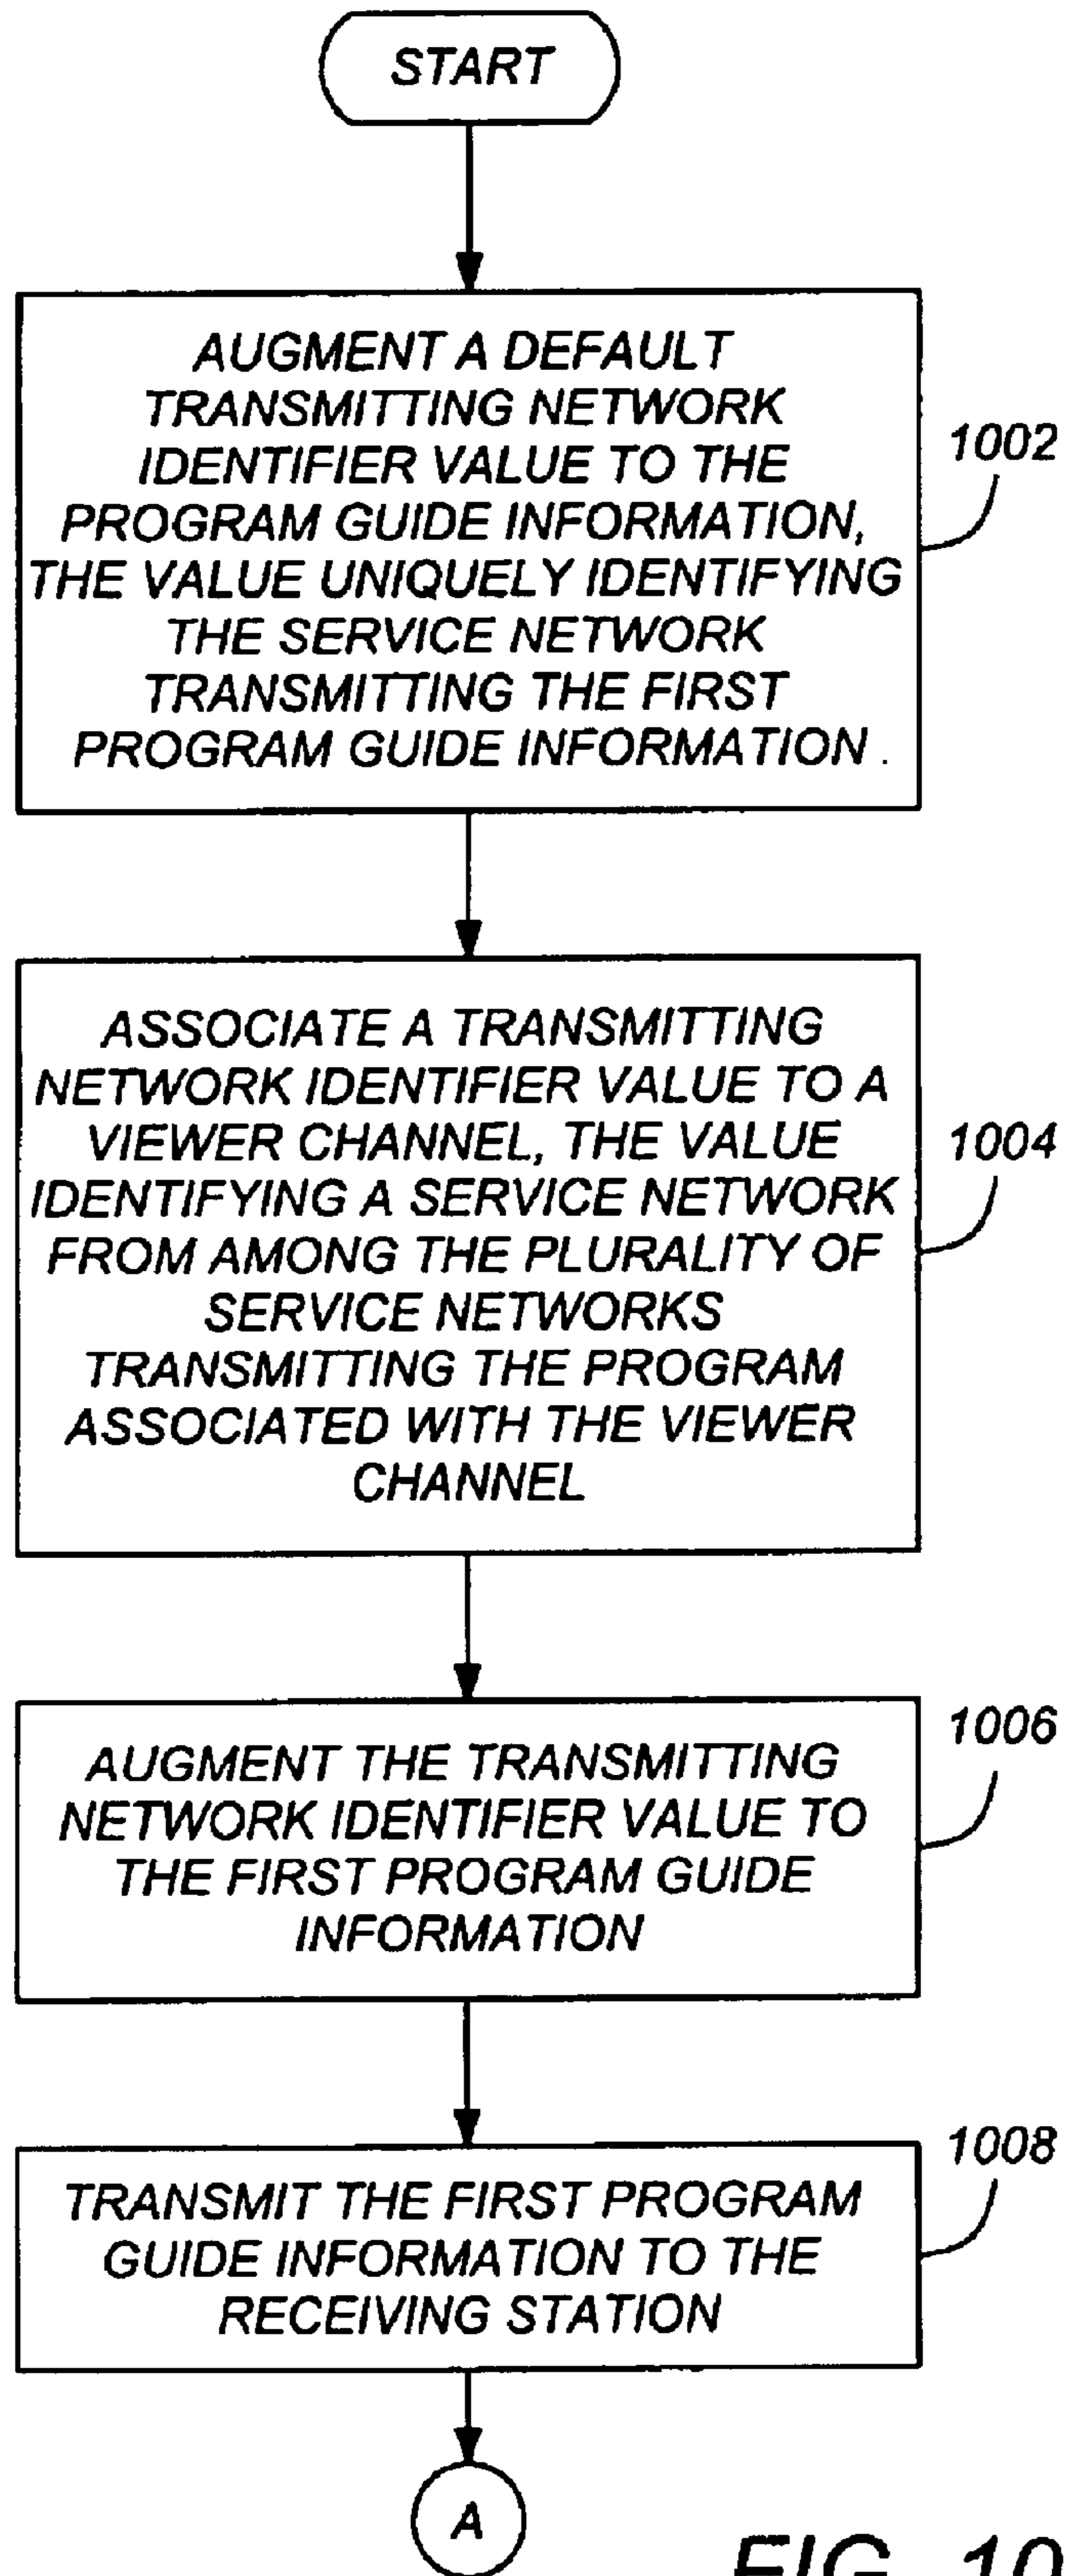 START
AUGMENT A DEFAULT
TRANSMITTING NETWORK
IDENTIFIER VALUE TO THE
PROGRAM GUIDE INFORMATION,
THE VALUE UNIQUELY IDENTIFYING
THE SERVICE NETWORK
TRANSMITTING THE FIRST
PROGRAM GUIDE INFORMATION .
1002
ASSOCIATE A TRANSMITTING
NETWORK IDENTIFIER VALUE TO A
VIEWER CHANNEL, THE VALUE
IDENTIFYING A SERVICE NETWORK
FROM AMONG THE PLURALITY OF
SERVICE NETWORKS
TRANSMITTING THE PROGRAM
ASSOCIATED WITH THE VIEWER
CHANNEL
1004
AUGMENT THE TRANSMITTING
NETWORK IDENTIFIER VALUE TO
THE FIRST PROGRAM GUIDE
INFORMATION
1006
TRANSMIT THE FIRST PROGRAM
GUIDE INFORMATION TO THE
RECEIVING STATION
1008
A
FIG. 10